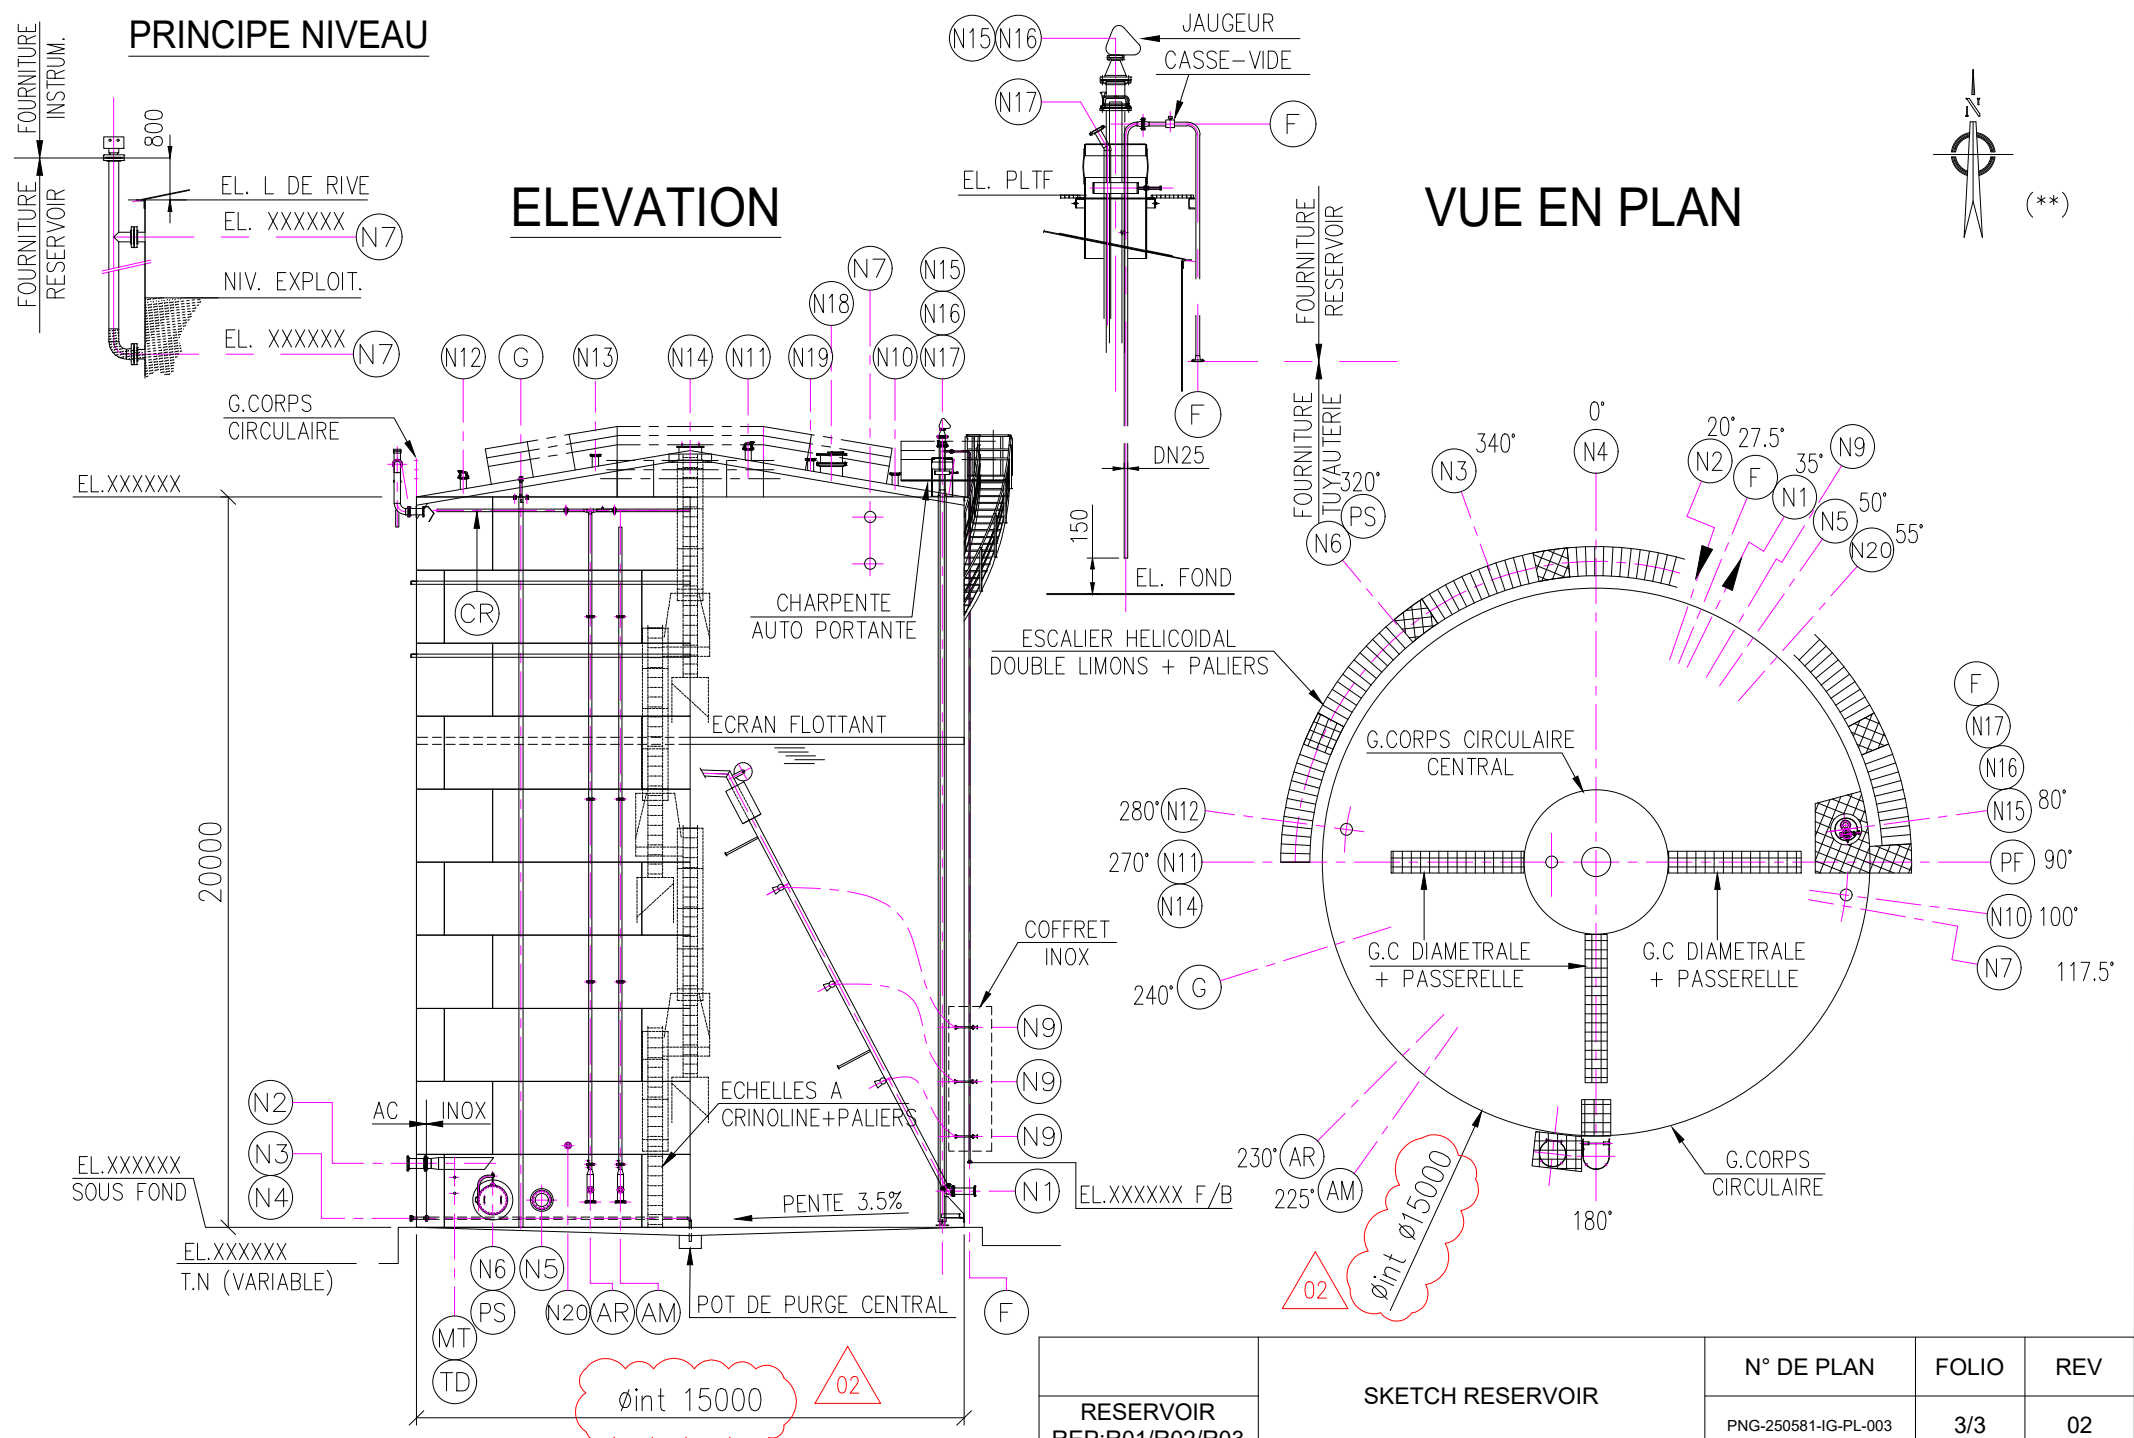 PRINCIPE NIVEAU
FOURNITURE
INSTRUM.
FOURNITURE
RESERVOIR
800
EL. L DE RIVE
EL. XXXXXX
N7
NIV. EXPLOIT.
EL. XXXXXX
N7
ELEVATION
N15
N16
JAUGEUR
CASSE-VIDE
N17
F
EL. PLTF
FOURNITURE
RESERVOIR
FOURNITURE
TUYAUTERIE
F
DN25
150
EL. FOND
VUE EN PLAN
N
(**)
N12
G
N13
N14
N11
N19
N18
N7
N10
N15
N16
N17
G.CORPS
CIRCULAIRE
EL.XXXXXX
CR
CHARPENTE
AUTO PORTANTE
ECRAN FLOTTANT
20000
COFFRET
INOX
N9
N9
N9
N1
ECHELLES A
CRINOLINE+PALIERS
N2
AC
INOX
N3
N4
EL.XXXXXX
SOUS FOND
PENTE 3.5%
EL.XXXXXX F/B
EL.XXXXXX
T.N (VARIABLE)
N6
PS
N5
N20
AR
AM
MT
TD
POT DE PURGE CENTRAL
F
Øint 15000
02
0°
N4
340°
N3
320°
PS
N6
20°
N2
27.5°
F
35°
N1
N9
50°
N5
55°
N20
ESCALIER HELICOIDAL
DOUBLE LIMONS + PALIERS
G.CORPS CIRCULAIRE
CENTRAL
F
N17
N16
N15
80°
PF
90°
N10
100°
N7
117.5°
280°
N12
270°
N11
N14
G.C DIAMETRALE
+ PASSERELLE
G.C DIAMETRALE
+ PASSERELLE
240°
G
230°
AR
225°
AM
180°
G.CORPS
CIRCULAIRE
Øint Ø15000
02
RESERVOIR
REP:R01/R02/R03
SKETCH RESERVOIR
N° DE PLAN
FOLIO
REV
PNG-250581-IG-PL-003
3/3
02